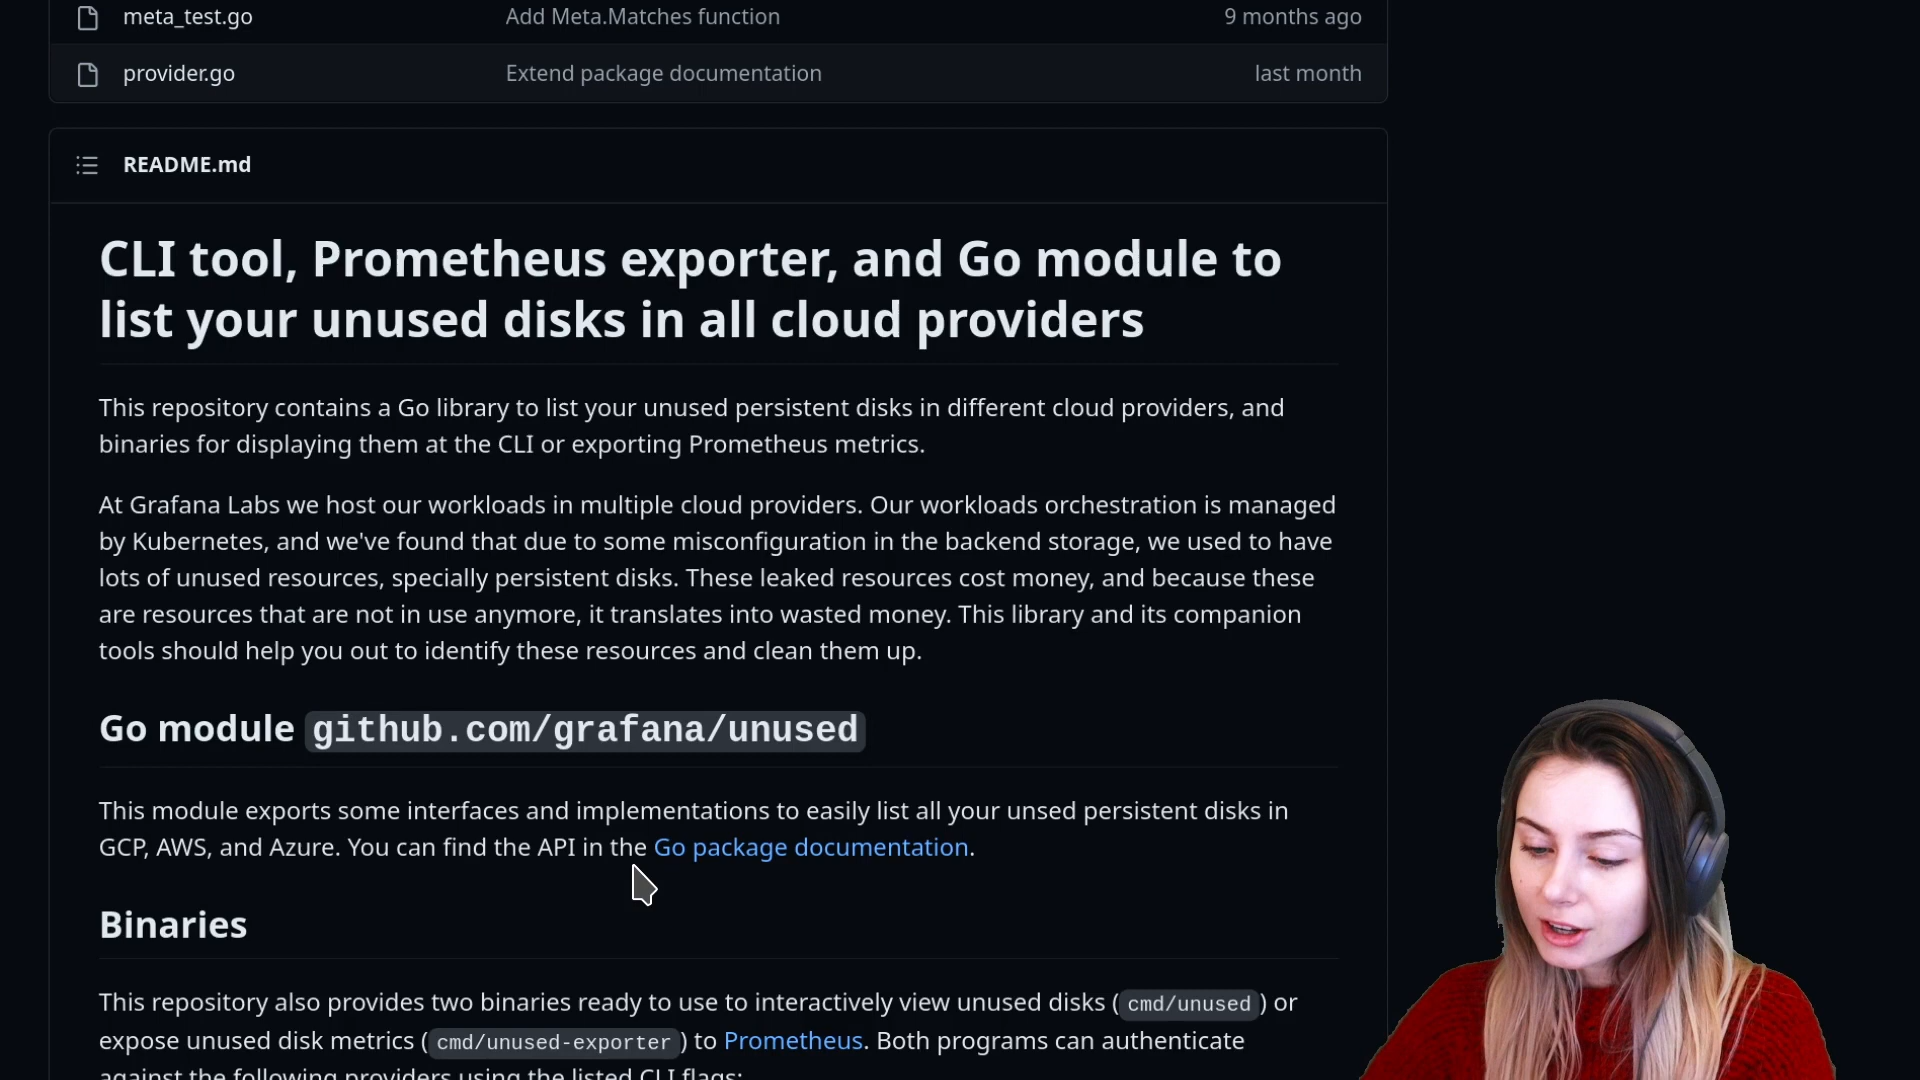 meta_test.go Add Meta.Matches function 9 months ago
provider.go Extend package documentation last month
README.md
CLI tool, Prometheus exporter, and Go module to
list your unused disks in all cloud providers
This repository contains a Go library to list your unused persistent disks in different cloud providers, and
binaries for displaying them at the CLI or exporting Prometheus metrics.
At Grafana Labs we host our workloads in multiple cloud providers. Our workloads orchestration is managed
by Kubernetes, and we've found that due to some misconfiguration in the backend storage, we used to have
lots of unused resources, specially persistent disks. These leaked resources cost money, and because these
are resources that are not in use anymore, it translates into wasted money. This library and its companion
tools should help you out to identify these resources and clean them up.
Go module github.com/grafana/unused
This module exports some interfaces and implementations to easily list all your unsed persistent disks in
GCP, AWS, and Azure. You can find the API in the Go package documentation.
Binaries
This repository also provides two binaries ready to use to interactively view unused disks (cmd/unused) or
expose unused disk metrics (cmd/unused-exporter) to Prometheus. Both programs can authenticate
against the following providers using the listed CLI flags: